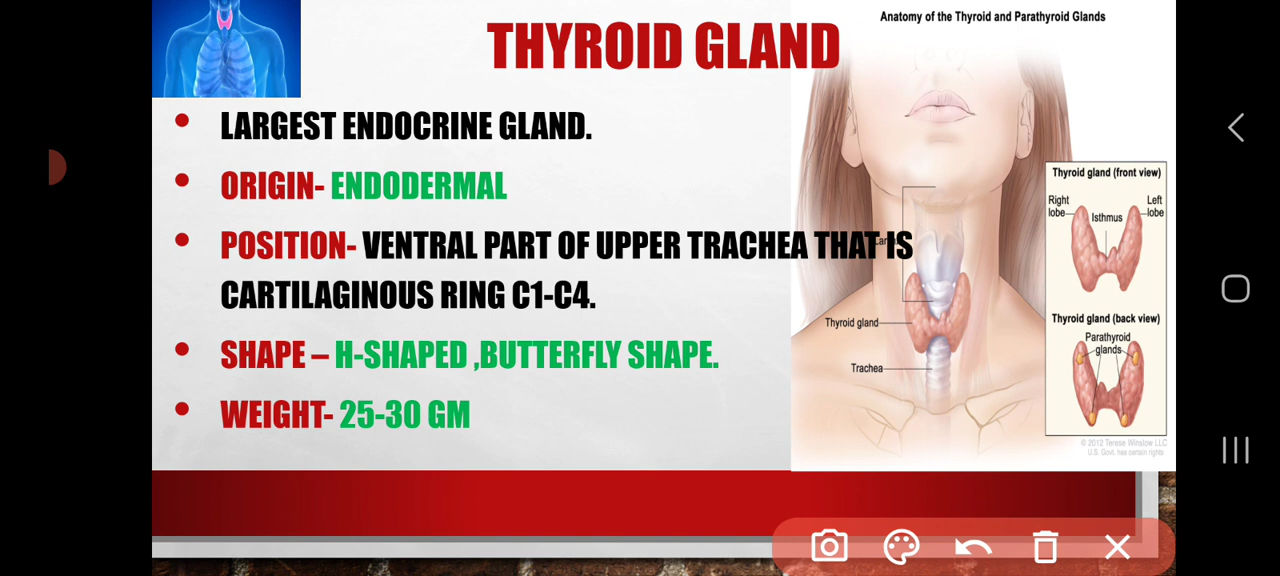 THYROID GLAND
LARGEST ENDOCRINE GLAND.
ORIGIN- ENDODERMAL
POSITION- VENTRAL PART OF UPPER TRACHEA THAT IS
CARTILAGINOUS RING C1-C4.
SHAPE – H-SHAPED ,BUTTERFLY SHAPE.
WEIGHT- 25-30 GM
Anatomy of the Thyroid and Parathyroid Glands
Thyroid gland
Trachea
Thyroid gland (front view)
Right
lobe
Isthmus
Left
lobe
Thyroid gland (back view)
Parathyroid
glands
© 2012 Terese Winslow LLC
U.S. Govt. has certain rights